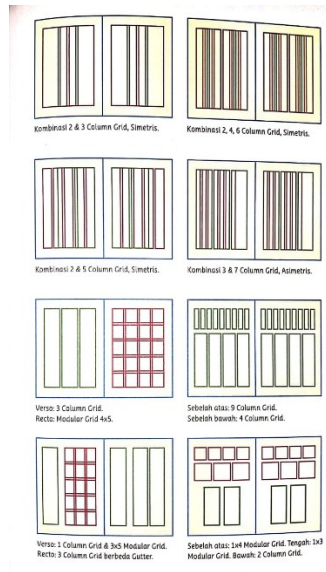 Kombinasi 2 & 3 Column Grid, Simetris.
Kombinasi 2, 4, 6 Column Grid, Simetris.
Kombinasi 2 & 5 Column Grid, Simetris.
Kombinasi 3 & 7 Column Grid, Asimetris.
Verso: 3 Column Grid.
Recto: Modular Grid 4x5.
Sebelah atas: 9 Column Grid.
Sebelah bawah: 4 Column Grid.
Verso: 1 Column Grid & 3x5 Modular Grid.
Recto: 3 Column Grid berbeda Gutter.
Sebelah atas: 1x4 Modular Grid. Tengah: 1x3
Modular Grid. Bawah: 2 Column Grid.